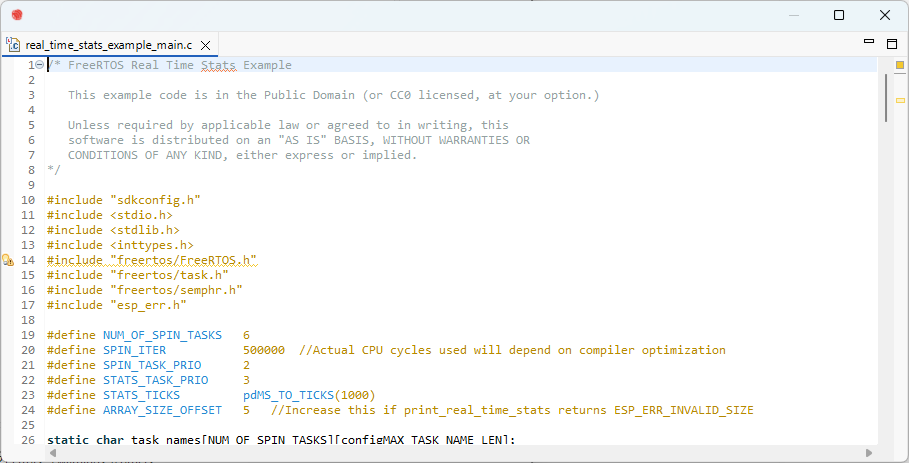 real_time_stats_example_main.c
1 /* FreeRTOS Real Time Stats Example
2
3    This example code is in the Public Domain (or CC0 licensed, at your option.)
4
5    Unless required by applicable law or agreed to in writing, this
6    software is distributed on an "AS IS" BASIS, WITHOUT WARRANTIES OR
7    CONDITIONS OF ANY KIND, either express or implied.
8 */
9
10 #include "sdkconfig.h"
11 #include <stdio.h>
12 #include <stdlib.h>
13 #include <inttypes.h>
14 #include "freertos/FreeRTOS.h"
15 #include "freertos/task.h"
16 #include "freertos/semphr.h"
17 #include "esp_err.h"
18
19 #define NUM_OF_SPIN_TASKS   6
20 #define SPIN_ITER           500000  //Actual CPU cycles used will depend on compiler optimization
21 #define SPIN_TASK_PRIO      2
22 #define STATS_TASK_PRIO     3
23 #define STATS_TICKS         pdMS_TO_TICKS(1000)
24 #define ARRAY_SIZE_OFFSET   5   //Increase this if print_real_time_stats returns ESP_ERR_INVALID_SIZE
25
26 static char task_names[NUM_OF_SPIN_TASKS][configMAX_TASK_NAME_LEN];